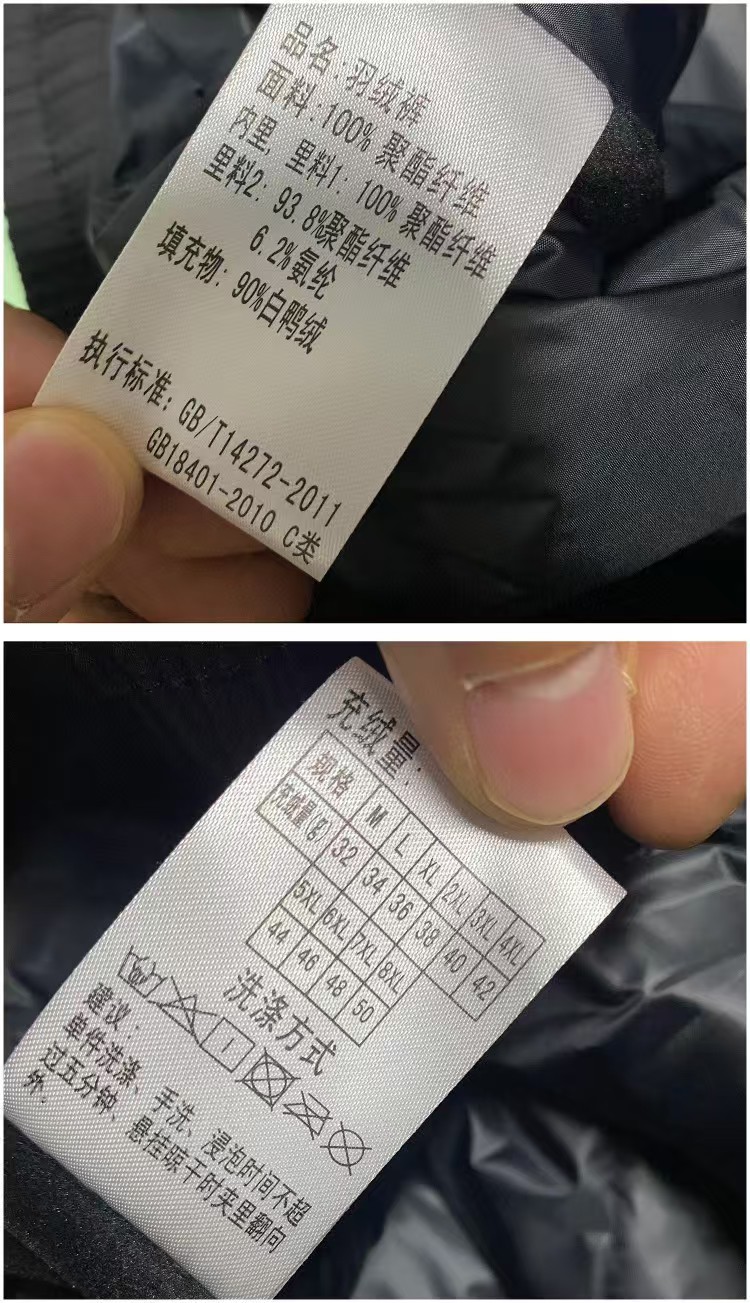 品名:羽绒裤
面料:100% 聚酯纤维
内里,里料1: 100% 聚酯纤维
里料2: 93.8%聚酯纤维
6.2%氨纶
填充物: 90%白鸭绒
执行标准: GB/T14272-2011
GB18401-2010 C类
充绒量:
规格 M L XL 2XL 3XL 4XL
充绒量(g) 32 34 36 38 40 42
5XL 6XL 7XL 8XL
44 46 48 50
洗涤方式
建议:
单件洗涤、手洗、浸泡时间不超
过五分钟、悬挂晾干时夹里翻向
外.